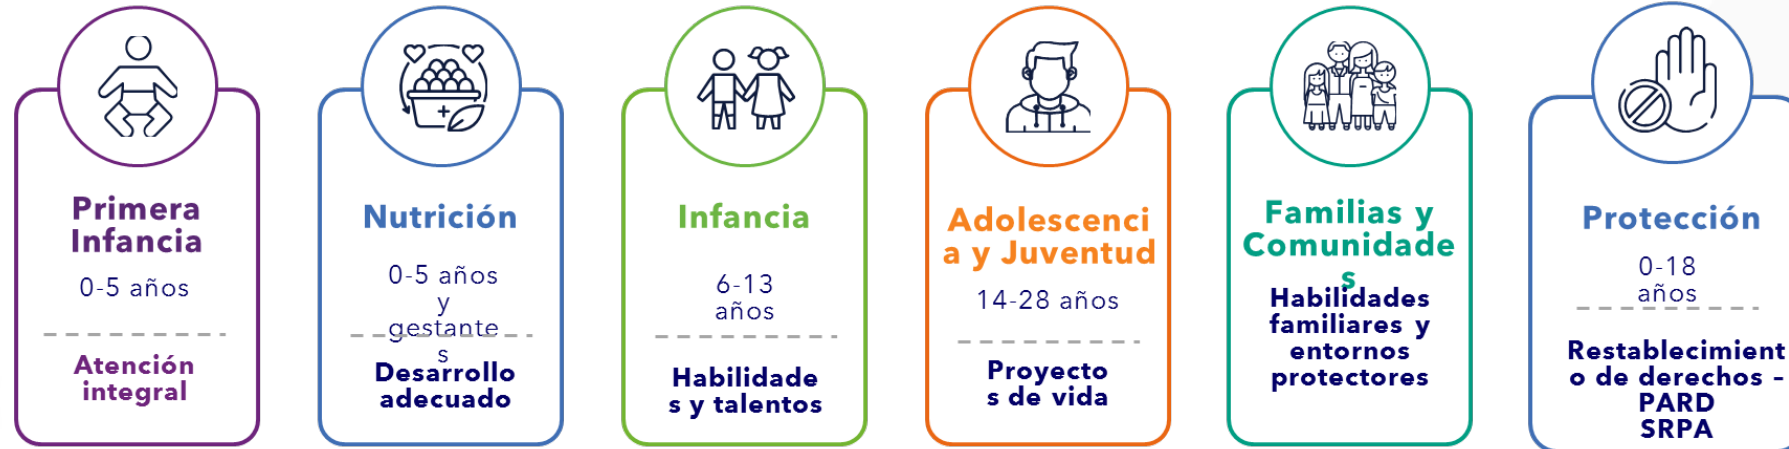 Primera
Infancia
0-5 años
Atención
integral
Nutrición
0-5 años
y
gestante
s
Desarrollo
adecuado
Infancia
6-13
años
Habilidade
s y talentos
Adolescenci
a y Juventud
14-28 años
Proyecto
s de vida
Familias y
Comunidade
s
Habilidades
familiares y
entornos
protectores
Protección
0-18
años
Restablecimient
o de derechos –
PARD
SRPA